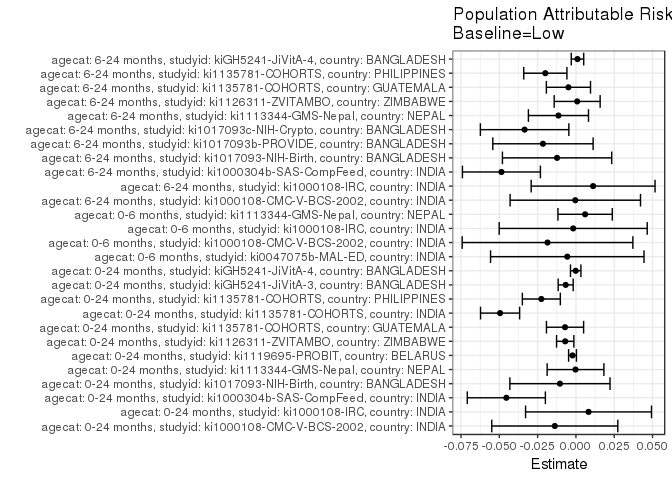 Population Attributable Risk
Baseline=Low
agecat: 6-24 months, studyid: kiGH5241-JiVitA-4, country: BANGLADESH
agecat: 6-24 months, studyid: ki1135781-COHORTS, country: PHILIPPINES
agecat: 6-24 months, studyid: ki1135781-COHORTS, country: GUATEMALA
agecat: 6-24 months, studyid: ki1126311-ZVITAMBO, country: ZIMBABWE
agecat: 6-24 months, studyid: ki1113344-GMS-Nepal, country: NEPAL
agecat: 6-24 months, studyid: ki1017093c-NIH-Crypto, country: BANGLADESH
agecat: 6-24 months, studyid: ki1017093b-PROVIDE, country: BANGLADESH
agecat: 6-24 months, studyid: ki1017093-NIH-Birth, country: BANGLADESH
agecat: 6-24 months, studyid: ki1000304b-SAS-CompFeed, country: INDIA
agecat: 6-24 months, studyid: ki1000108-IRC, country: INDIA
agecat: 6-24 months, studyid: ki1000108-CMC-V-BCS-2002, country: INDIA
agecat: 0-6 months, studyid: ki1113344-GMS-Nepal, country: NEPAL
agecat: 0-6 months, studyid: ki1000108-IRC, country: INDIA
agecat: 0-6 months, studyid: ki1000108-CMC-V-BCS-2002, country: INDIA
agecat: 0-6 months, studyid: ki0047075b-MAL-ED, country: INDIA
agecat: 0-24 months, studyid: kiGH5241-JiVitA-4, country: BANGLADESH
agecat: 0-24 months, studyid: kiGH5241-JiVitA-3, country: BANGLADESH
agecat: 0-24 months, studyid: ki1135781-COHORTS, country: PHILIPPINES
agecat: 0-24 months, studyid: ki1135781-COHORTS, country: INDIA
agecat: 0-24 months, studyid: ki1135781-COHORTS, country: GUATEMALA
agecat: 0-24 months, studyid: ki1126311-ZVITAMBO, country: ZIMBABWE
agecat: 0-24 months, studyid: ki1119695-PROBIT, country: BELARUS
agecat: 0-24 months, studyid: ki1113344-GMS-Nepal, country: NEPAL
agecat: 0-24 months, studyid: ki1017093-NIH-Birth, country: BANGLADESH
agecat: 0-24 months, studyid: ki1000304b-SAS-CompFeed, country: INDIA
agecat: 0-24 months, studyid: ki1000108-IRC, country: INDIA
agecat: 0-24 months, studyid: ki1000108-CMC-V-BCS-2002, country: INDIA
-0.075 -0.050 -0.025 0.000 0.025 0.050
Estimate